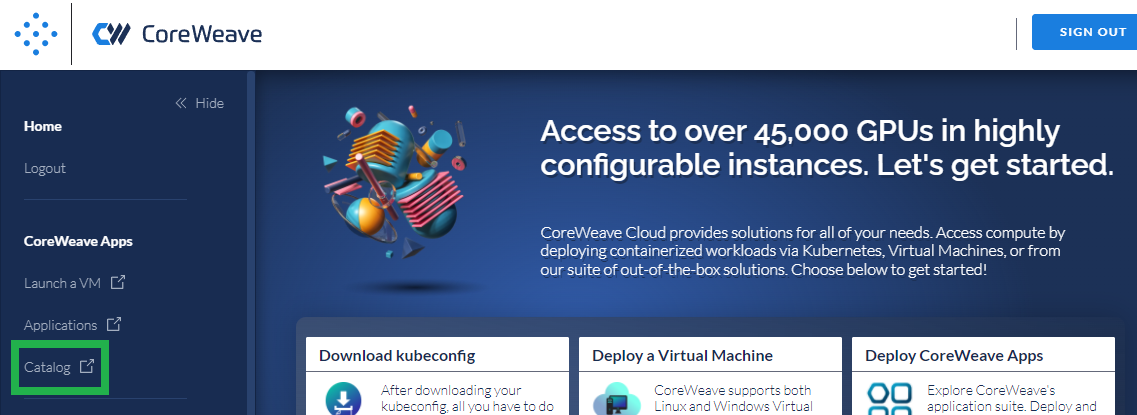 CoreWeave
SIGN OUT
Hide
Home
Logout
CoreWeave Apps
Launch a VM
Applications
Catalog
Access to over 45,000 GPUs in highly
configurable instances. Let's get started.
CoreWeave Cloud provides solutions for all of your needs. Access compute by
deploying containerized workloads via Kubernetes, Virtual Machines, or from
our suite of out-of-the-box solutions. Choose below to get started!
Download kubeconfig
After downloading your
kubeconfig, all you have to do
Deploy a Virtual Machine
CoreWeave supports both
Linux and Windows Virtual
Deploy CoreWeave Apps
Explore CoreWeave's
application suite. Deploy and